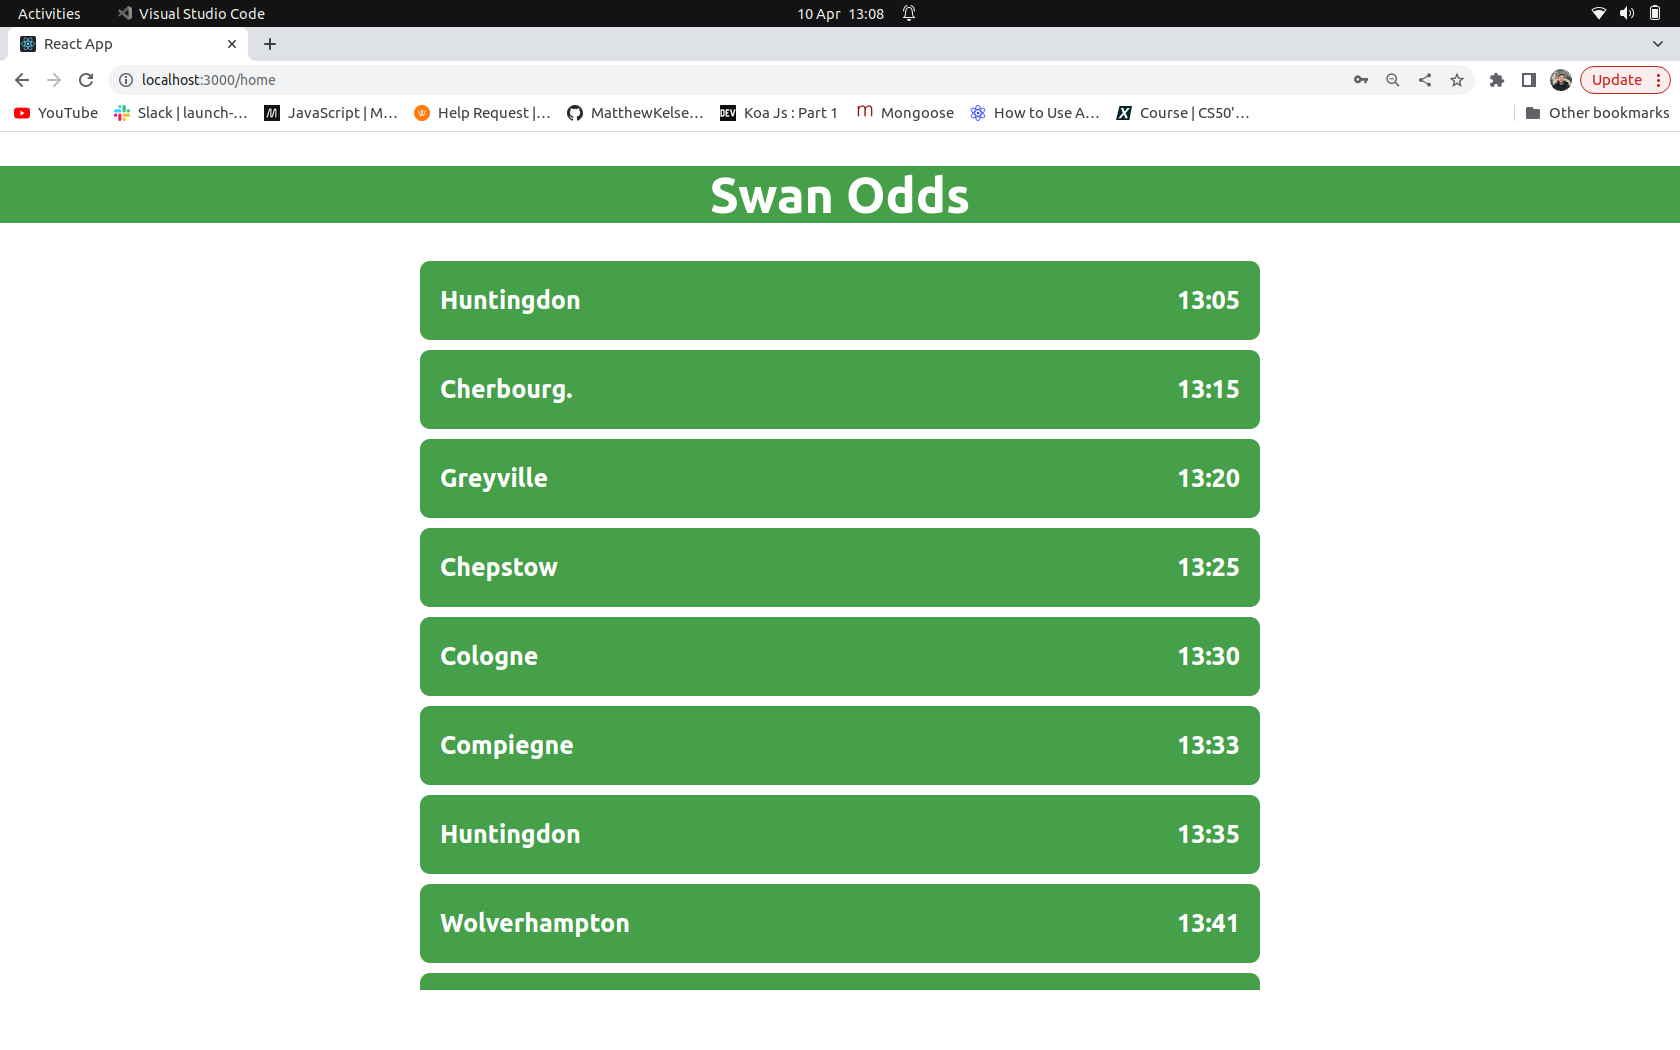 Activities Visual Studio Code 10 Apr 13:08
React App
localhost:3000/home Update
YouTube Slack | launch-... JavaScript | M... Help Request |... MatthewKelse... DEV Koa Js : Part 1 m Mongoose How to Use A... X Course | CS50'... Other bookmarks
Swan Odds
Huntingdon 13:05
Cherbourg. 13:15
Greyville 13:20
Chepstow 13:25
Cologne 13:30
Compiegne 13:33
Huntingdon 13:35
Wolverhampton 13:41